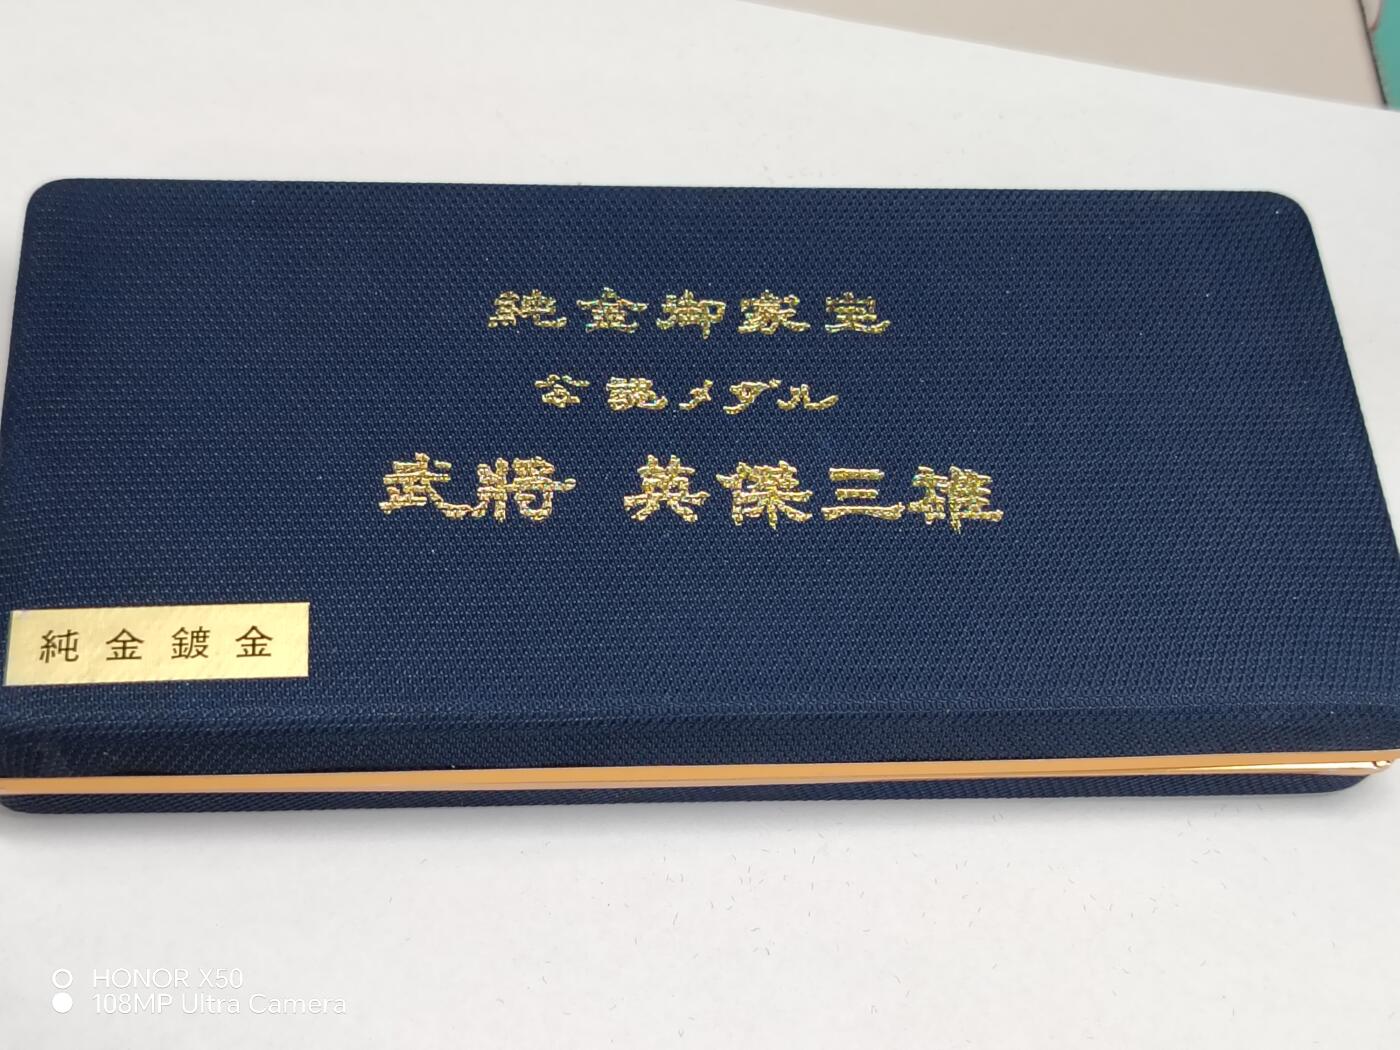 純金御家宝
公認メダル
武将 英傑三雄
純金鍍金
HONOR X50
108MP Ultra Camera